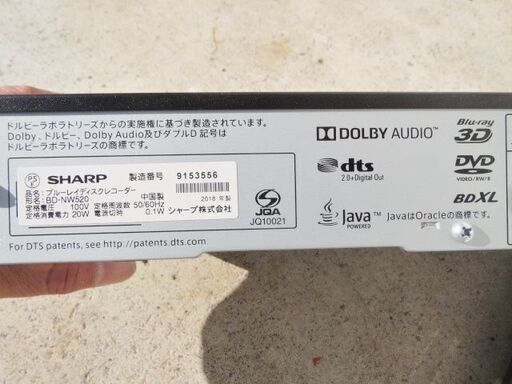 ドルビーラボラトリーズからの実施権に基づき製造されています。
Dolby、ドルビー、Dolby Audio及びダブルD記号は
ドルビーラボラトリーズの商標です。
PS
E
SHARP 製造番号 9153556
品名:ブルーレイディスクレコーダー
形名:BD-NW520 中国製
定格電圧 100V 定格周波数 50/60Hz 2018 年製
定格消費電力 20W 電源切時 0.1W シャープ株式会社
For DTS patents, see http://patents.dts.com.
S
JQA
JQ10021
DOLBY AUDIO™
dts
2.0+Digital Out
Java™
POWERED
JavaはOracleの商標です。
Blu-ray
3D
DVD
VIDEO/RW/R
BDXL